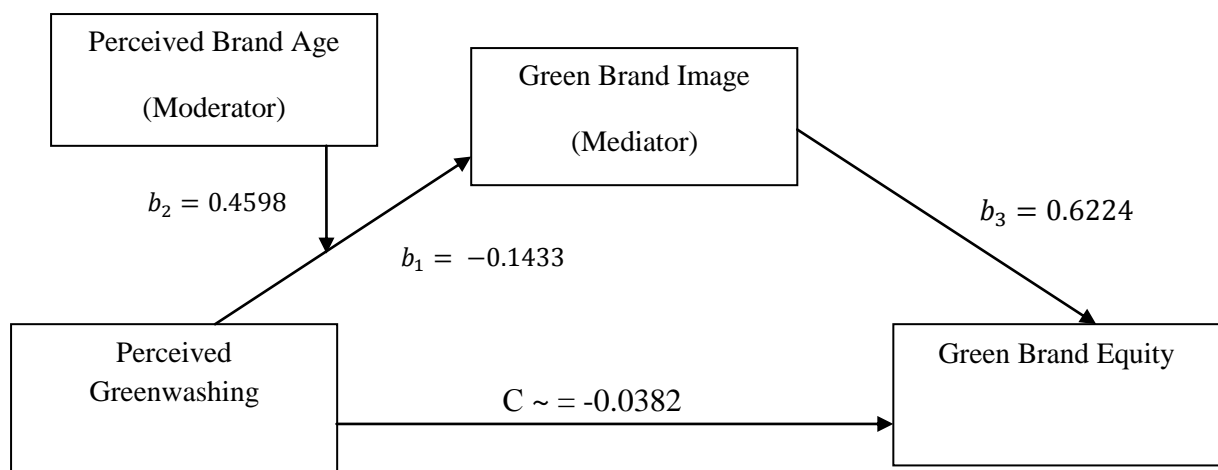 Perceived Brand Age
(Moderator)
Green Brand Image
(Mediator)
𝑏₂ = 0.4598
𝑏₃ = 0.6224
𝑏₁ = −0.1433
Perceived
Greenwashing
Green Brand Equity
C ~ = -0.0382